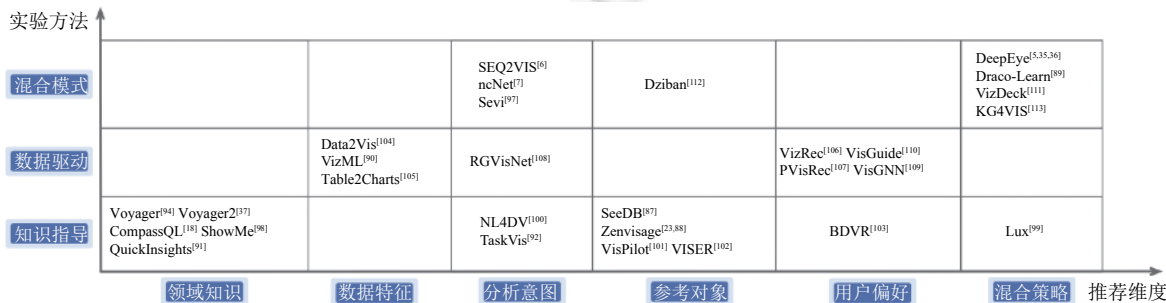 实验方法
混合模式
SEQ2VIS[6]
ncNet[7]
Sevi[97]
Dziban[112]
DeepEye[5,35,36]
Draco-Learn[89]
VizDeck[111]
KG4VIS[113]
数据驱动
Data2Vis[104]
VizML[90]
Table2Charts[105]
RGVisNet[108]
VizRec[106] VisGuide[110]
PVisRec[107] VisGNN[109]
知识指导
Voyager[94] Voyager2[37]
CompassQL[18] ShowMe[98]
QuickInsights[91]
NL4DV[100]
TaskVis[92]
SeeDB[87]
Zenvisage[23,88]
VisPilot[101] VISER[102]
BDVR[103]
Lux[99]
领域知识 数据特征 分析意图 参考对象 用户偏好 混合策略 推荐维度